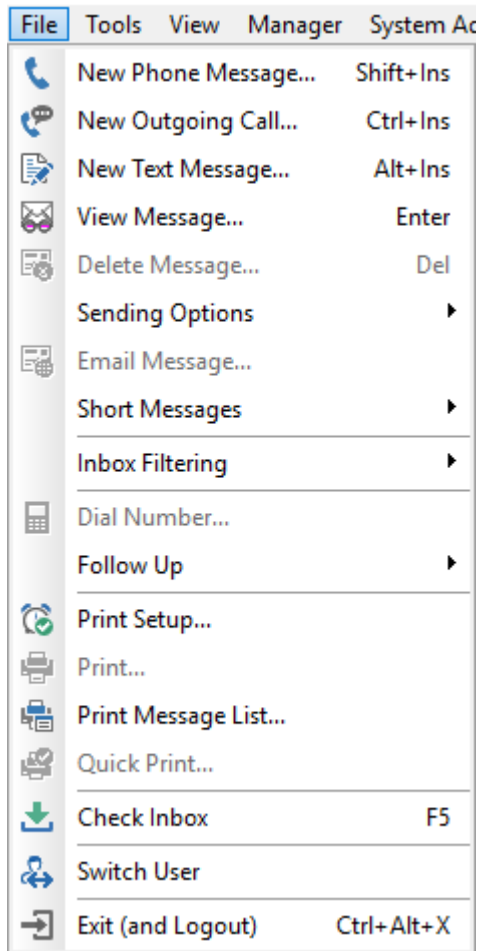 File Tools View Manager System Ac
New Phone Message... Shift+Ins
New Outgoing Call... Ctrl+Ins
New Text Message... Alt+Ins
View Message... Enter
Delete Message... Del
Sending Options
Email Message...
Short Messages
Inbox Filtering
Dial Number...
Follow Up
Print Setup...
Print...
Print Message List...
Quick Print...
Check Inbox F5
Switch User
Exit (and Logout) Ctrl+Alt+X